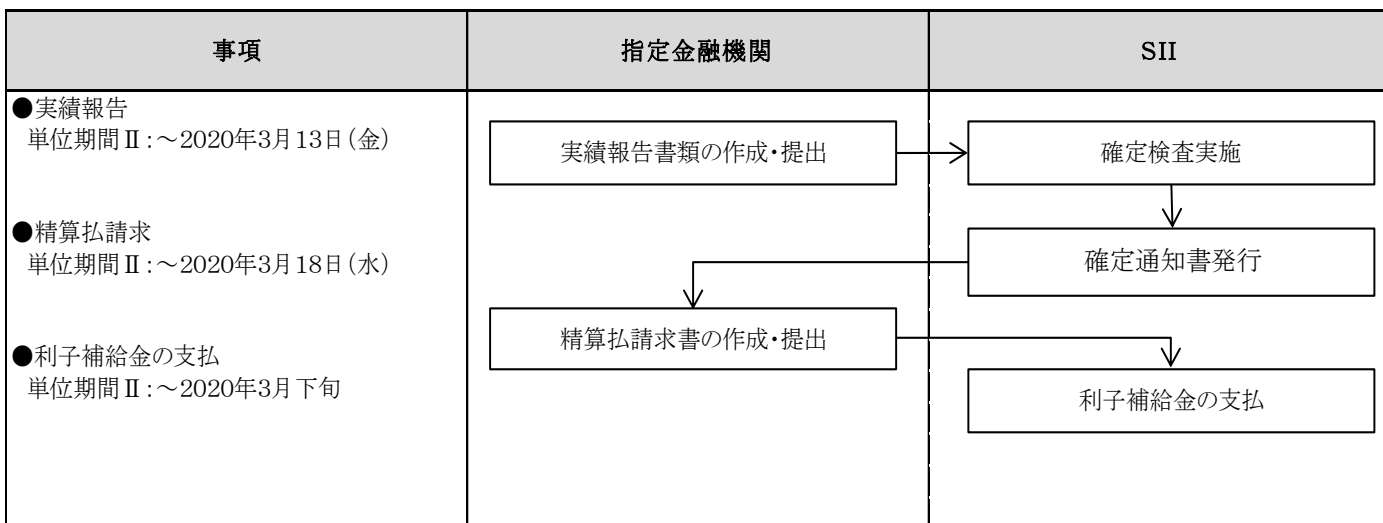 事項
指定金融機関
SII
●実績報告
単位期間Ⅱ:～2020年3月13日(金)
実績報告書類の作成・提出
確定検査実施
●精算払請求
単位期間Ⅱ:～2020年3月18日(水)
確定通知書発行
精算払請求書の作成・提出
●利子補給金の支払
単位期間Ⅱ:～2020年3月下旬
利子補給金の支払